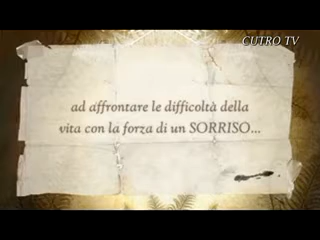 CUTRO TV
ad affrontare le difficoltà della
vita con la forza di un SORRISO...